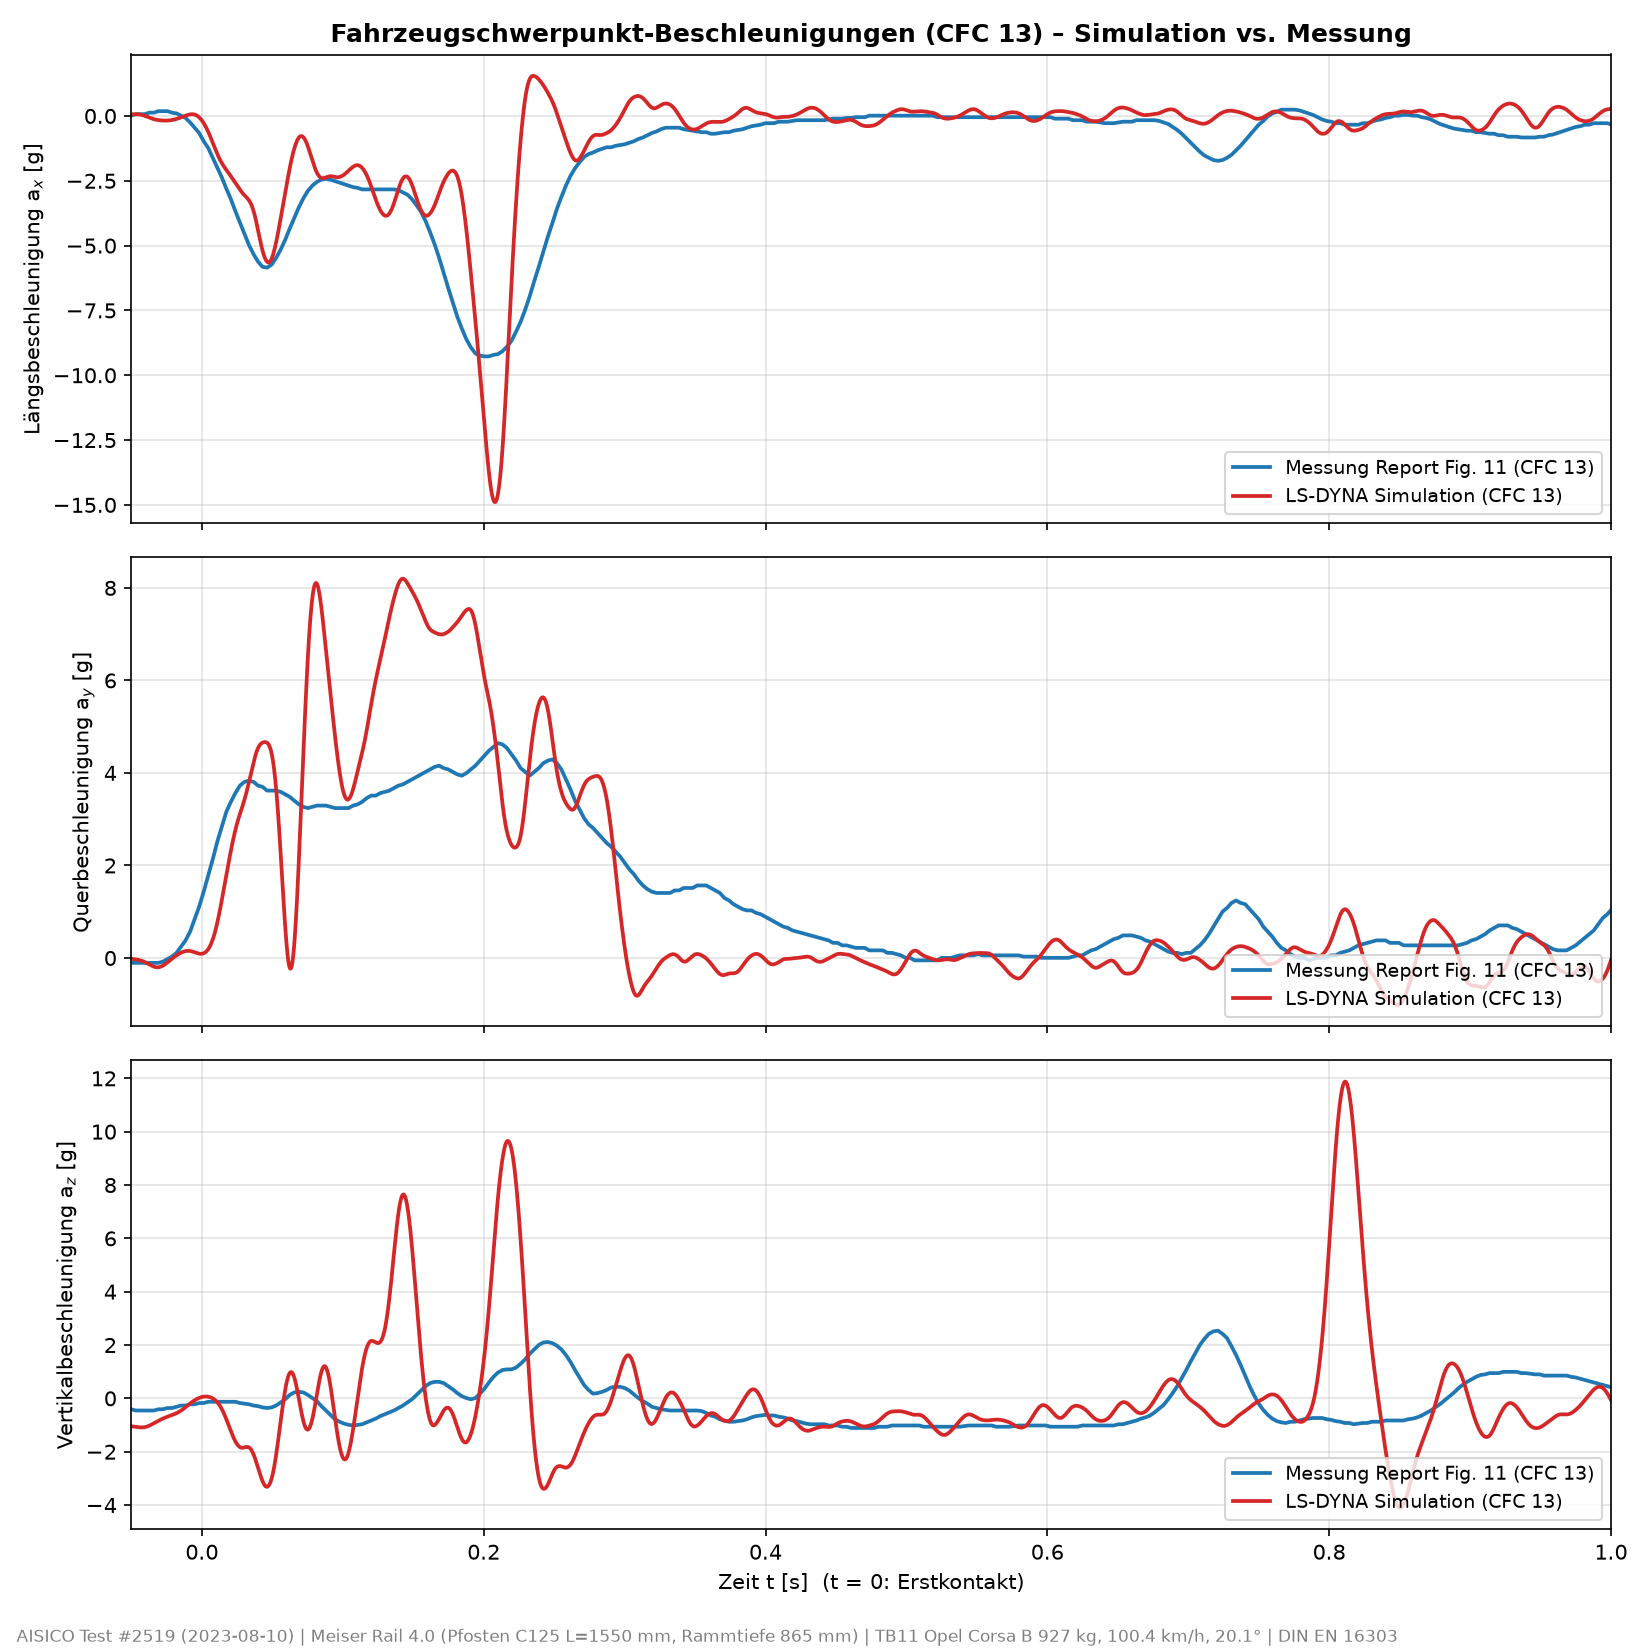 Fahrzeugschwerpunkt-Beschleunigungen (CFC 13) – Simulation vs. Messung
Längsbeschleunigung aₓ [g]
0.0
−2.5
−5.0
−7.5
−10.0
−12.5
−15.0
Messung Report Fig. 11 (CFC 13)
LS-DYNA Simulation (CFC 13)
Querbeschleunigung a_y [g]
8
6
4
2
0
Messung Report Fig. 11 (CFC 13)
LS-DYNA Simulation (CFC 13)
Vertikalbeschleunigung a_z [g]
12
10
8
6
4
2
0
−2
−4
Messung Report Fig. 11 (CFC 13)
LS-DYNA Simulation (CFC 13)
0.0 0.2 0.4 0.6 0.8 1.0
Zeit t [s] (t = 0: Erstkontakt)
AISICO Test #2519 (2023-08-10) | Meiser Rail 4.0 (Pfosten C125 L=1550 mm, Rammtiefe 865 mm) | TB11 Opel Corsa B 927 kg, 100.4 km/h, 20.1° | DIN EN 16303